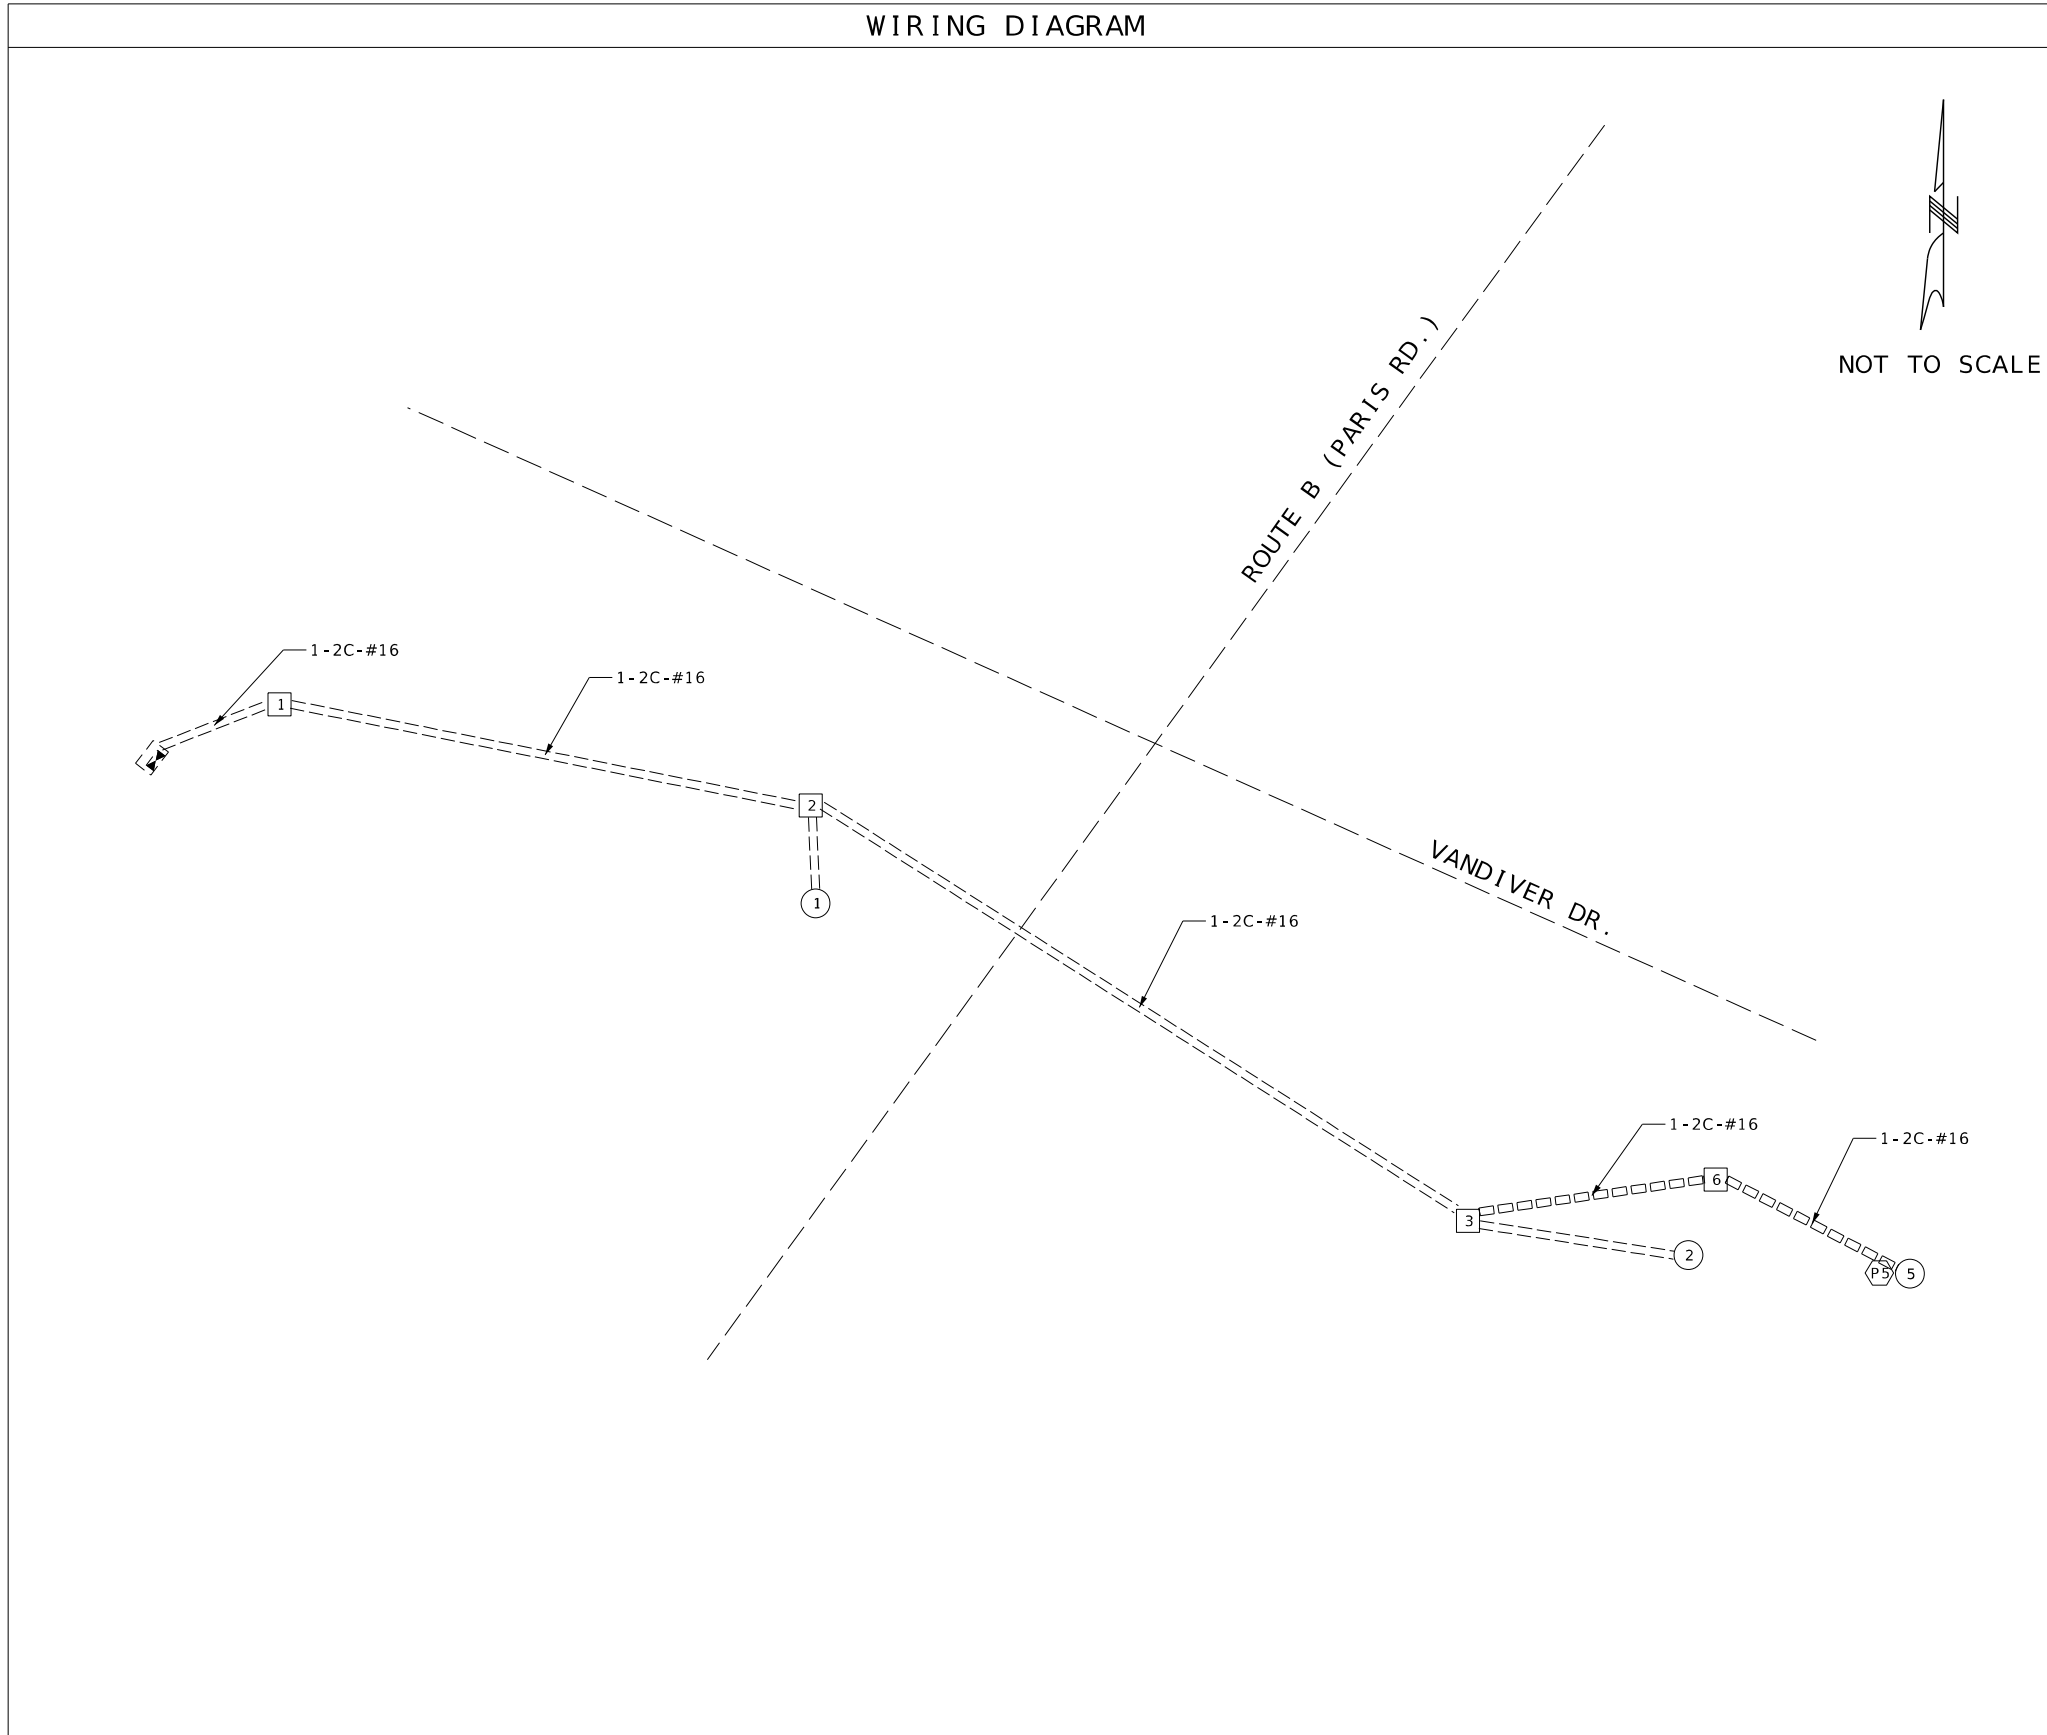 WIRING DIAGRAM
NOT TO SCALE
ROUTE B (PARIS RD.)
1-2C-#16
1-2C-#16
1
2
VANDIVER DR.
1
1-2C-#16
1-2C-#16
1-2C-#16
6
3
2
P5
5
N